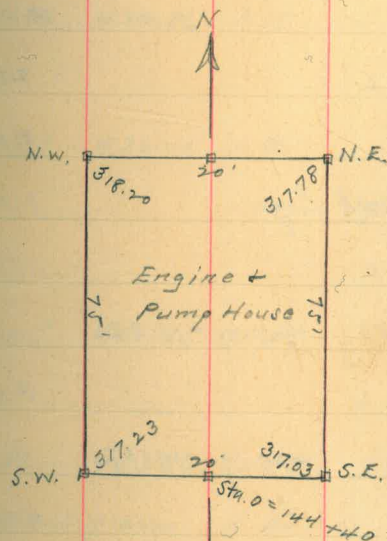 N
N.W.
N.E.
318.20
20'
317.78
Engine &
Pump House
75'
75'
317.23
20'
317.03
S.W.
S.E.
Sta. 0 = 144 + 40